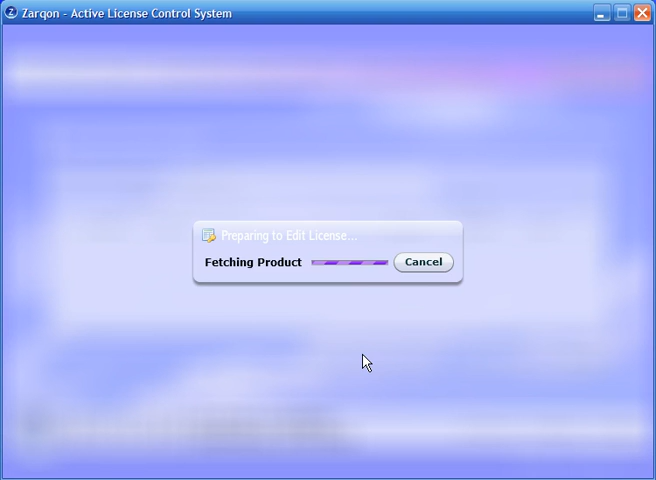 Zarqon - Active License Control System
Preparing to Edit License...
Fetching Product
Cancel